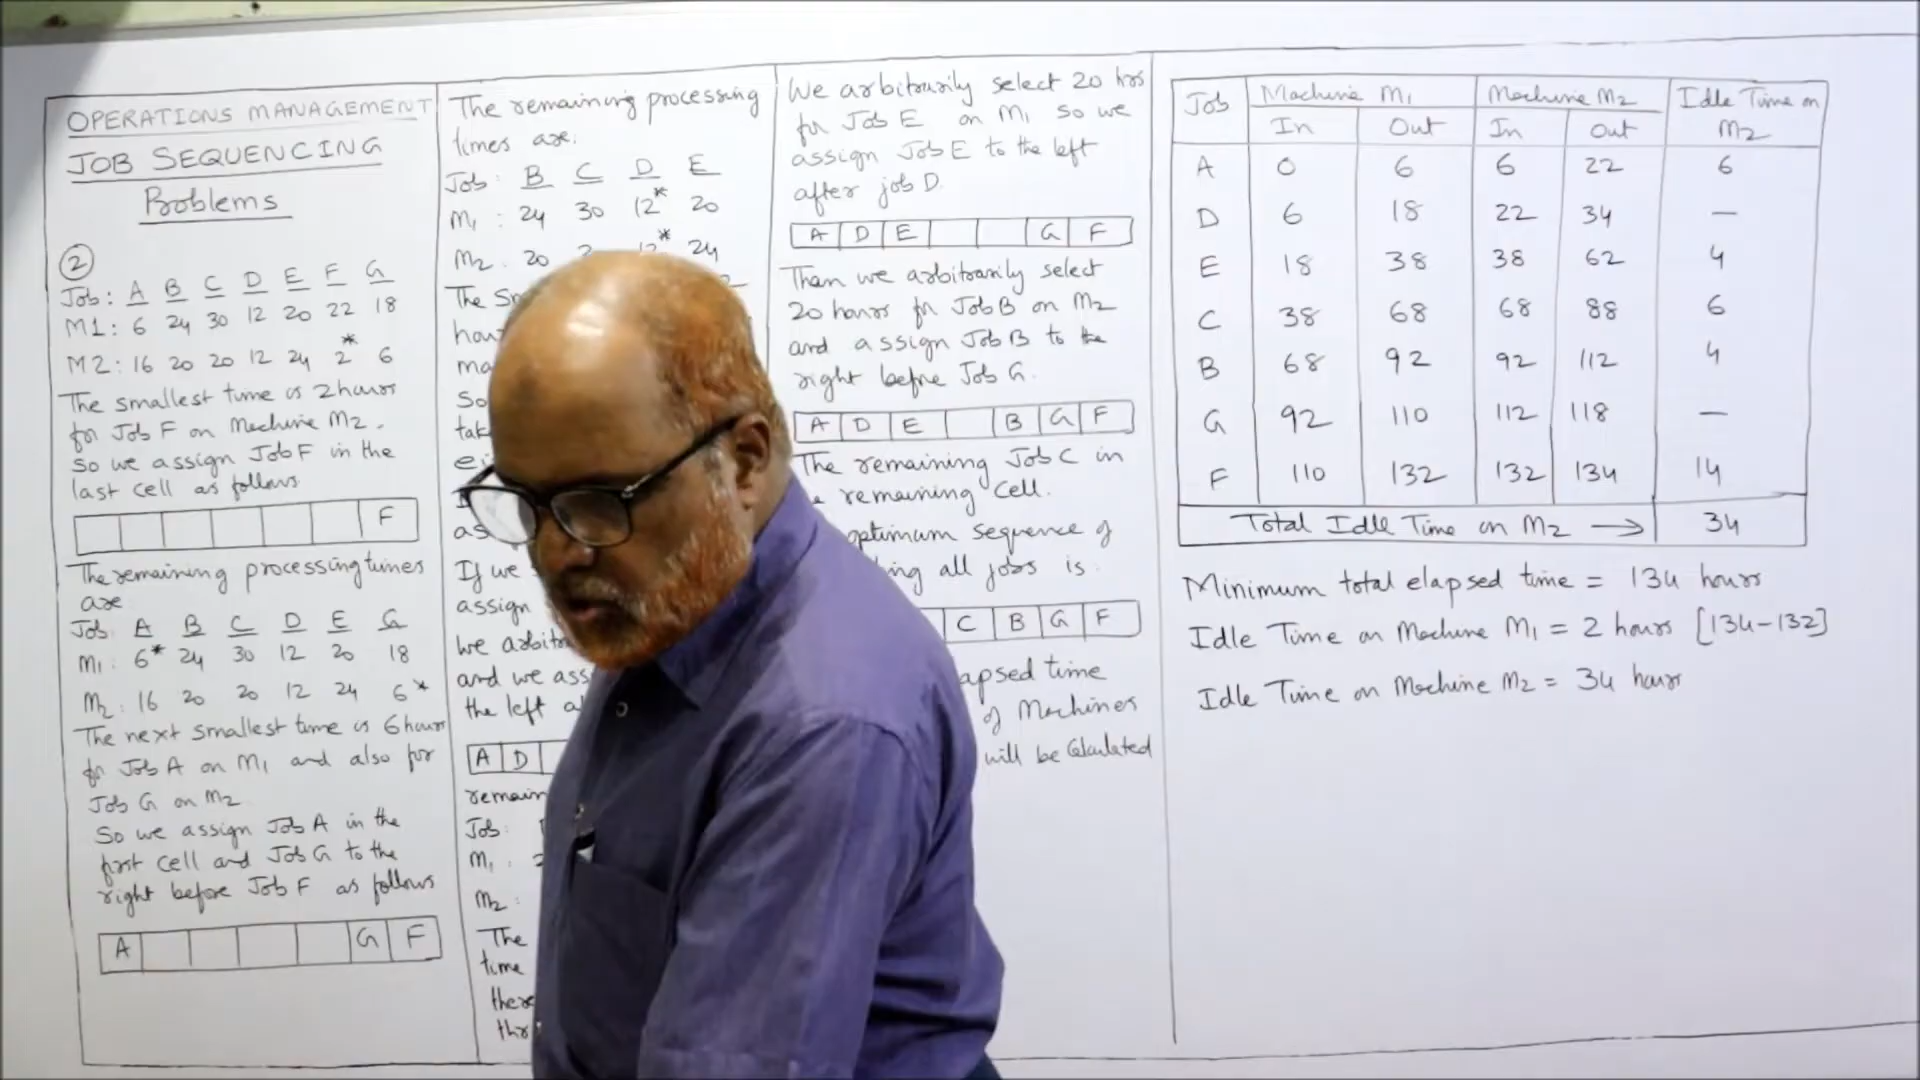 OPERATIONS MANAGEMENT
JOB SEQUENCING
Problems
2
Job: A B C D E F G
M1: 6 24 30 12 20 22 18
M2: 16 20 20 12 24 2* 6
The smallest time is 2 hours
for Job F on Machine M2.
So we assign Job F in the
last cell as follows
F
The remaining processing times
are
Job: A B C D E G
M1: 6* 24 30 12 20 18
M2: 16 20 20 12 24 6*
The next smallest time is 6 hours
for Job A on M1 and also for
Job G on M2
So we assign Job A in the
first cell and Job G to the
right before Job F as follows
A G F
The remaining processing
times are.
Job: B C D E
M1: 24 30 12* 20
M2: 20 12* 24
The
So
If we
assign
we
and we
the left
A D
Job:
M1:
M2:
The
time
We arbitrarily select 20 hrs
for Job E on M1 so we
assign Job E to the left
after job D.
A D E G F
Then we arbitrarily select
20 hours for Job B on M2
and assign Job B to the
right before Job G.
A D E B G F
The remaining Job C in
remaining cell.
optimum sequence of
all jobs is.
C B G F
time
of Machines
will be Calculated
Job Machine M1 Machine M2 Idle Time on M2
In Out In Out
A 0 6 6 22 6
D 6 18 22 34 —
E 18 38 38 62 4
C 38 68 68 88 6
B 68 92 92 112 4
G 92 110 112 118 —
F 110 132 132 134 14
Total Idle Time on M2 → 34
Minimum total elapsed time = 134 hours
Idle Time on Machine M1 = 2 hours [134-132]
Idle Time on Machine M2 = 34 hours